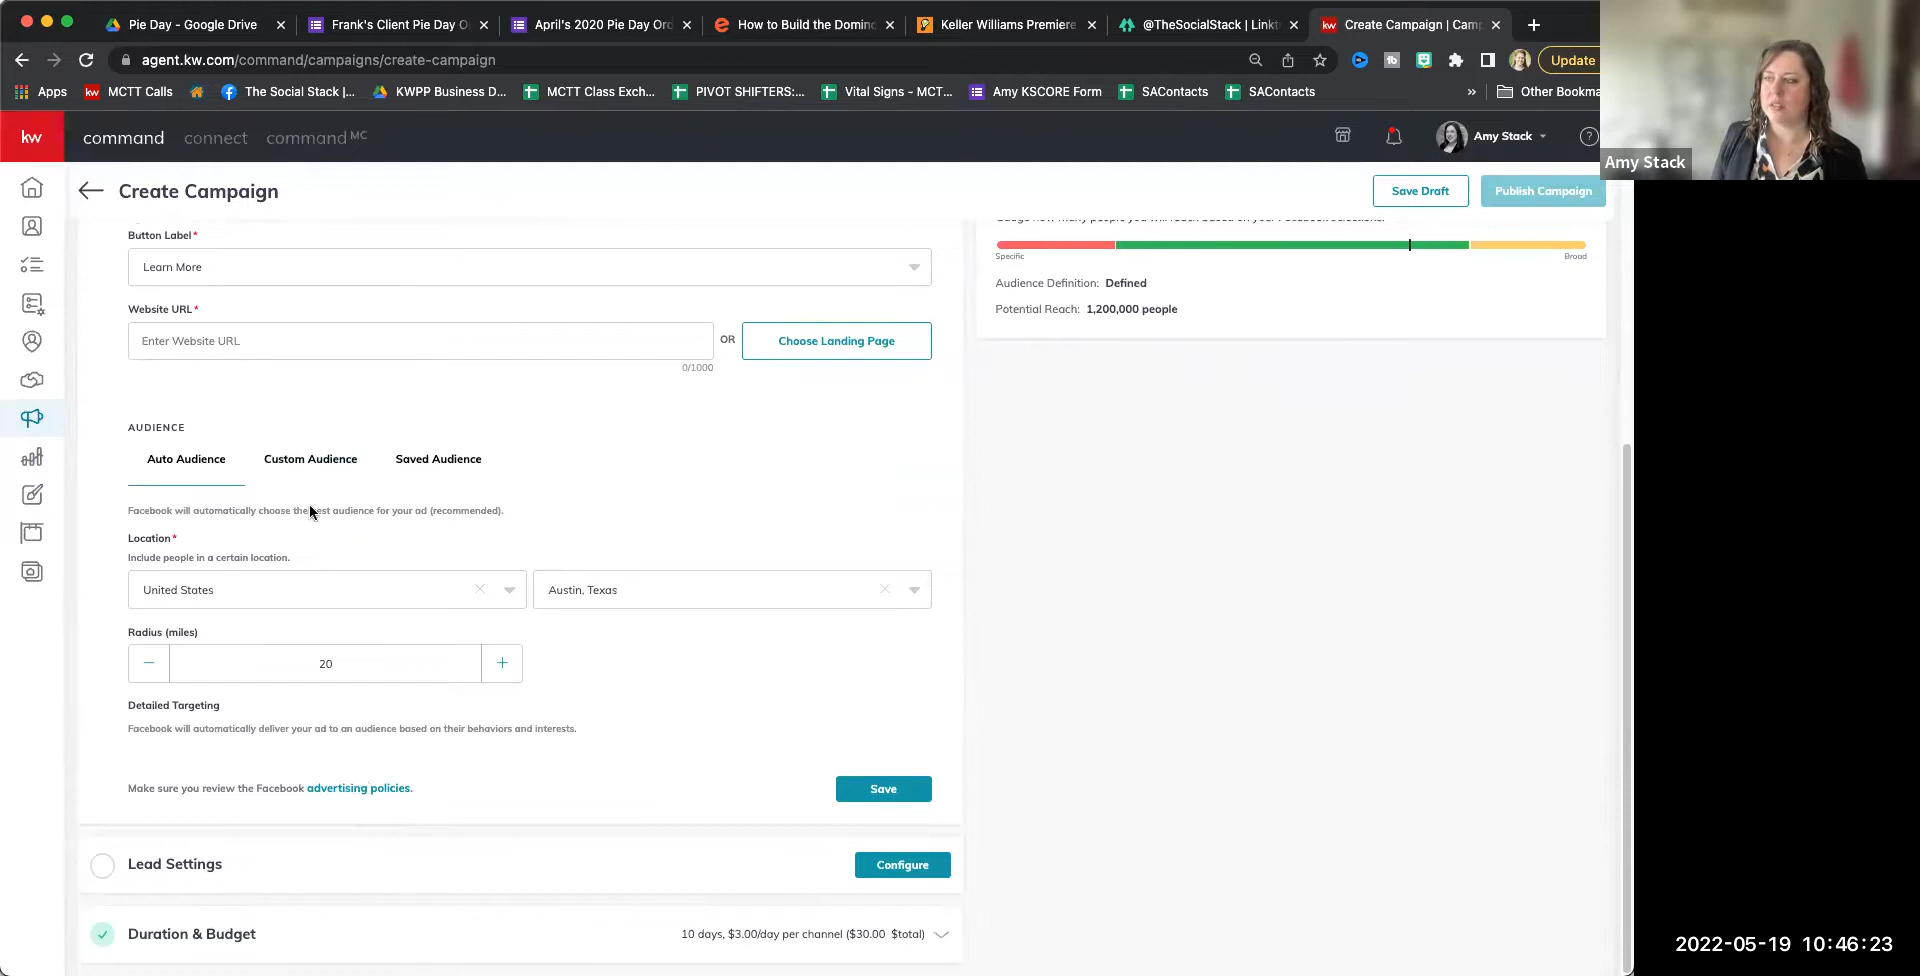 Pie Day - Google Drive
Frank's Client Pie Day O
April's 2020 Pie Day Ord
How to Build the Domino
Keller Williams Premiere
@TheSocialStack | Linkt
Create Campaign | Cam
agent.kw.com/command/campaigns/create-campaign
Update
Apps
MCTT Calls
The Social Stack |...
KWPP Business D...
MCTT Class Exch...
PIVOT SHIFTERS:...
Vital Signs - MCT...
Amy KSCORE Form
SAContacts
SAContacts
Other Bookma
kw
command
connect
command MC
Amy Stack
Amy Stack
Create Campaign
Save Draft
Publish Campaign
Button Label*
Learn More
Website URL*
Enter Website URL
OR
Choose Landing Page
0/1000
Specific
Broad
Audience Definition: Defined
Potential Reach: 1,200,000 people
AUDIENCE
Auto Audience
Custom Audience
Saved Audience
Facebook will automatically choose the best audience for your ad (recommended).
Location*
Include people in a certain location.
United States
Austin, Texas
Radius (miles)
20
Detailed Targeting
Facebook will automatically deliver your ad to an audience based on their behaviors and interests.
Make sure you review the Facebook advertising policies.
Save
Lead Settings
Configure
Duration & Budget
10 days, $3.00/day per channel ($30.00 $total)
2022-05-19 10:46:23